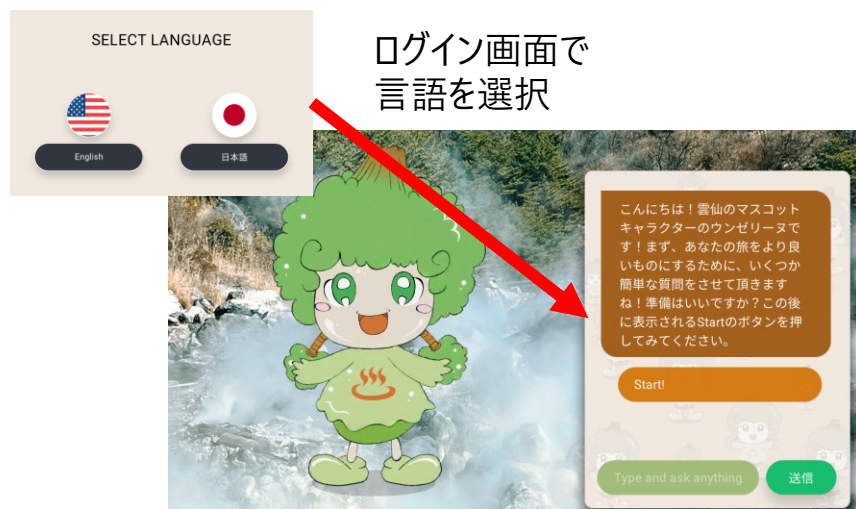 SELECT LANGUAGE
English
日本語
ログイン画面で
言語を選択
こんにちは！雲仙のマスコット
キャラクターのウンゼリーヌで
す！まず、あなたの旅をより良
いものにするために、いくつか
簡単な質問をさせて頂きます
ね！準備はいいですか？この後
に表示されるStartのボタンを押
してみてください。
Start!
Type and ask anything
送信